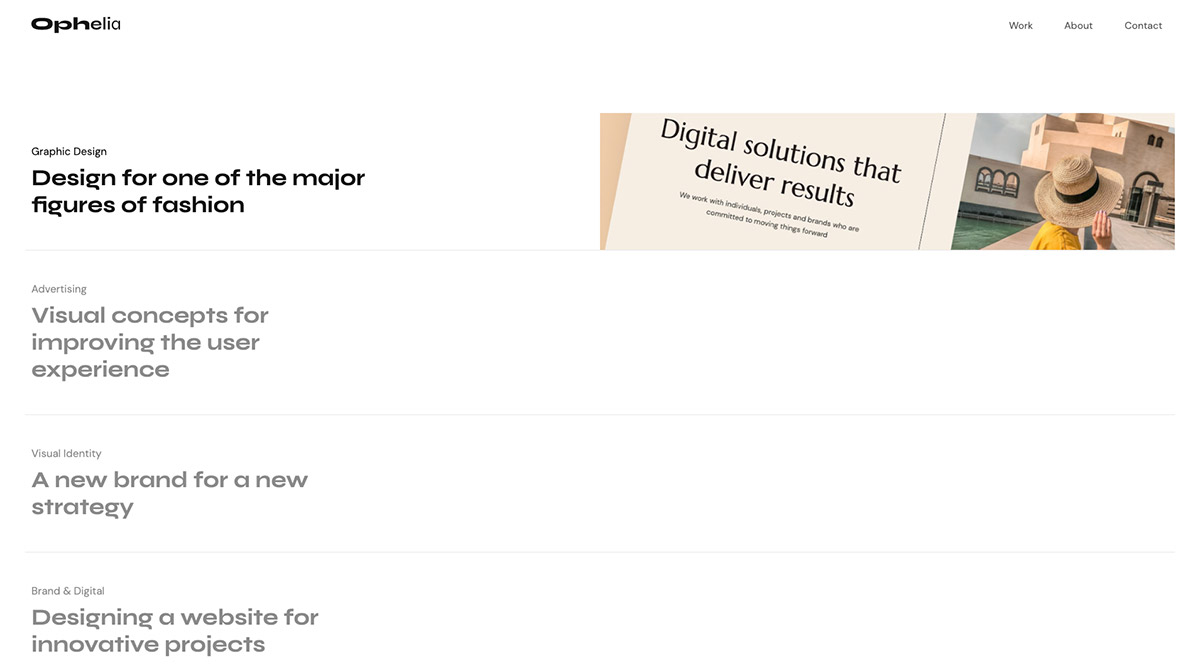 Ophelia
Work
About
Contact
Graphic Design
Design for one of the major
figures of fashion
Digital solutions that
deliver results
We work with individuals, projects and brands who are
committed to moving things forward
Advertising
Visual concepts for
improving the user
experience
Visual Identity
A new brand for a new
strategy
Brand & Digital
Designing a website for
innovative projects